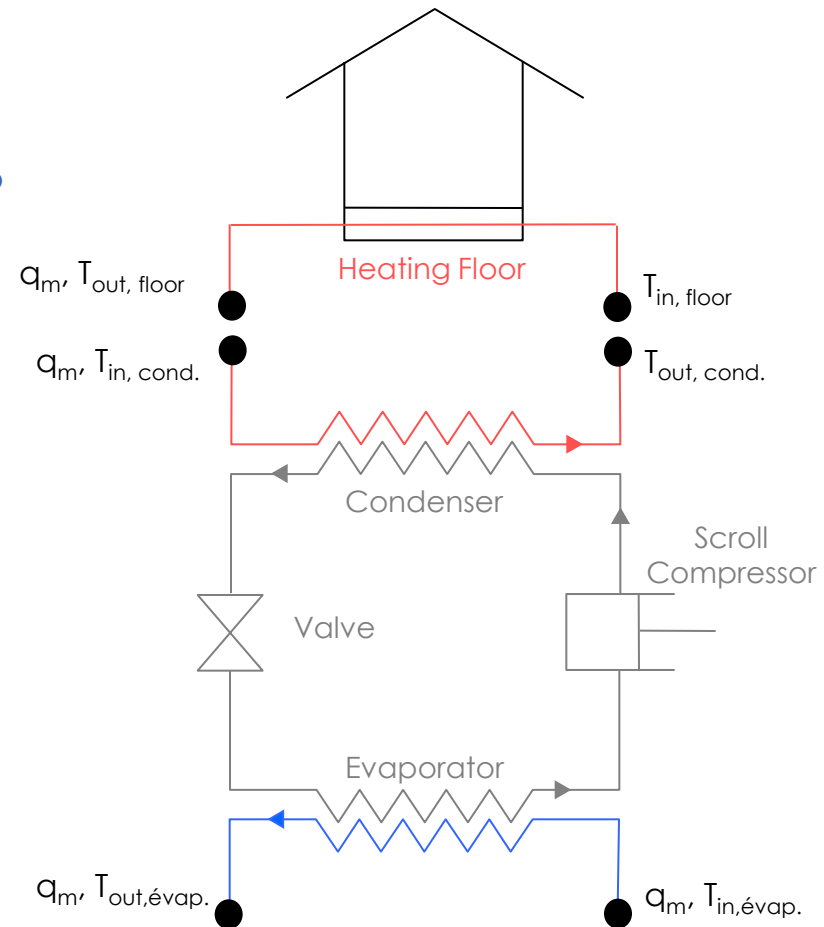 Heating Floor
qm, Tout, floor
Tin, floor
qm, Tin, cond.
Tout, cond.
Condenser
Scroll
Compressor
Valve
Evaporator
qm, Tout,évap.
qm, Tin,évap.